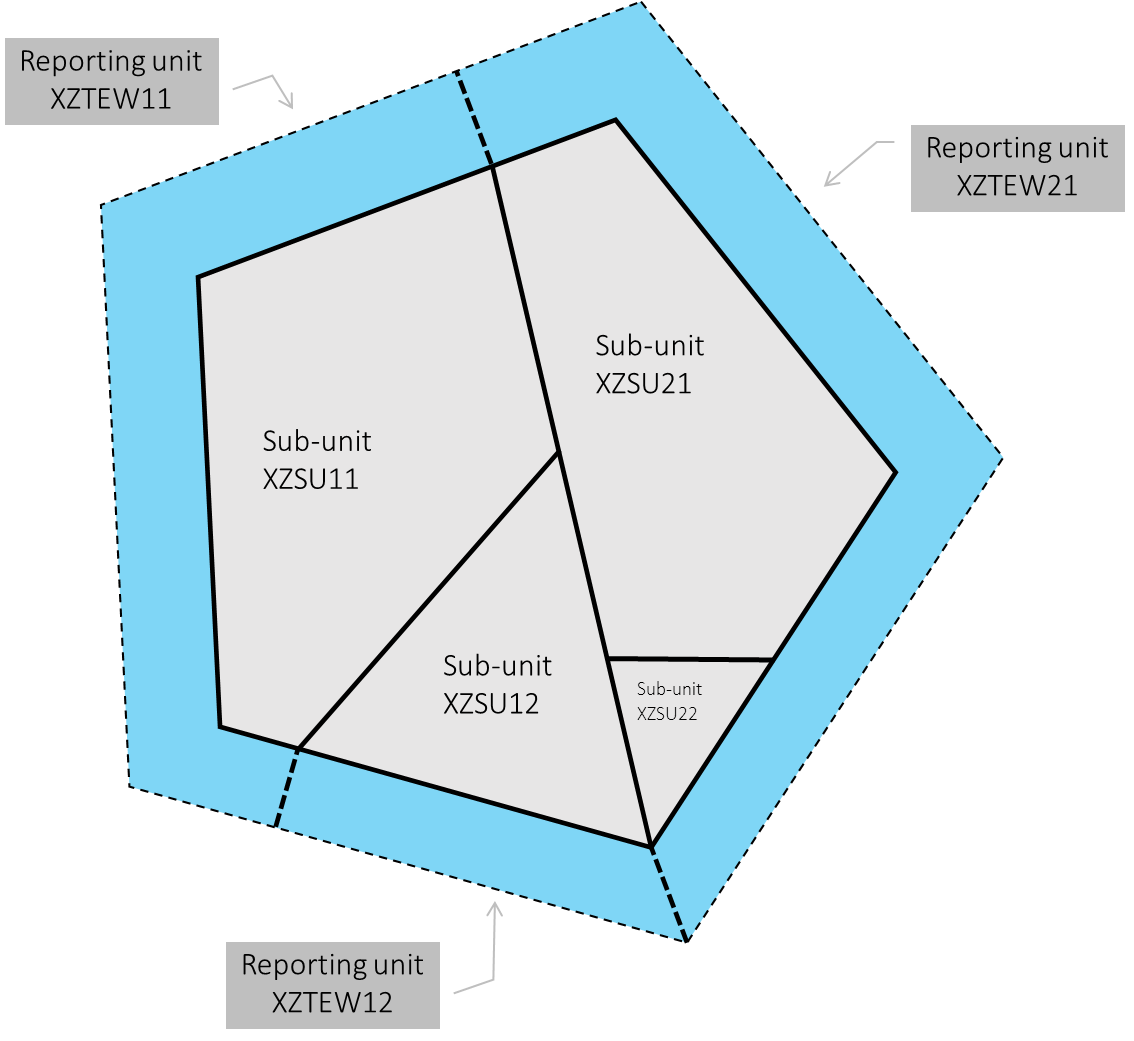 Reporting unit
XZTEW11
Reporting unit
XZTEW21
Sub-unit
XZSU21
Sub-unit
XZSU11
Sub-unit
XZSU12
Sub-unit
XZSU22
Reporting unit
XZTEW12